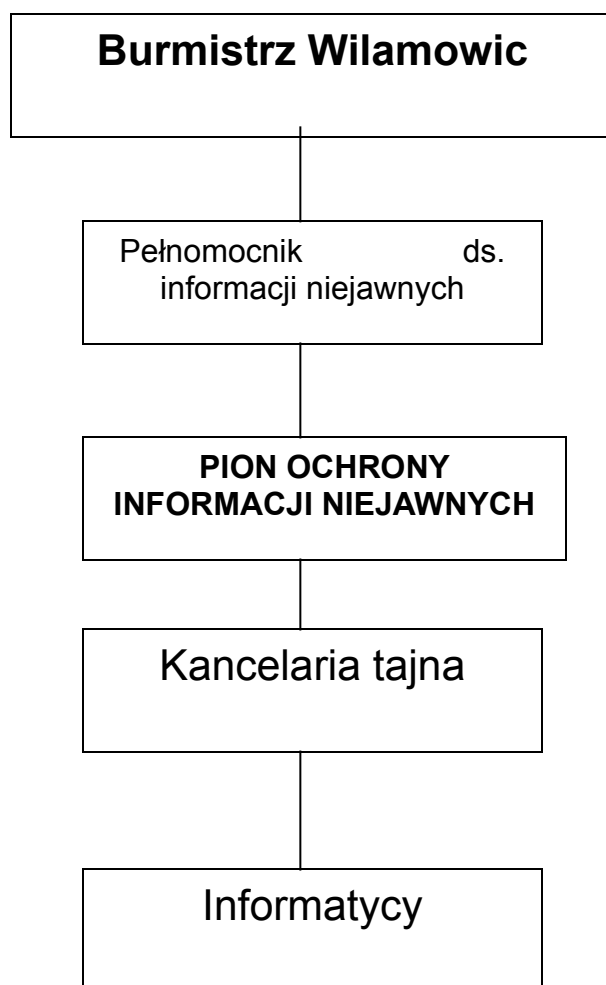 Burmistrz Wilamowic
Pełnomocnik ds.
informacji niejawnych
PION OCHRONY
INFORMACJI NIEJAWNYCH
Kancelaria tajna
Informatycy